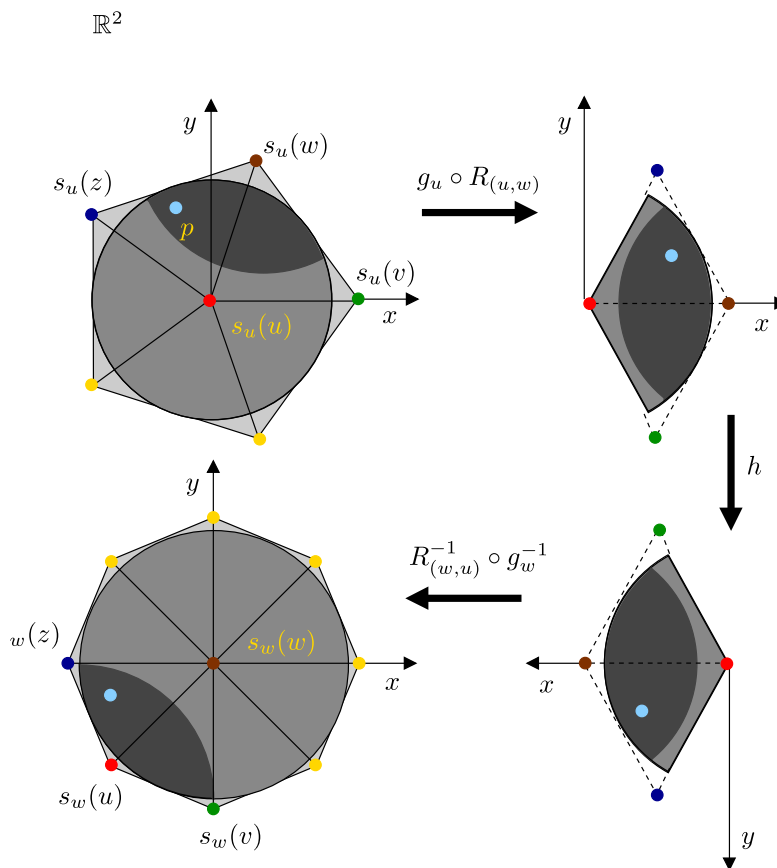 ℝ²
y
s_u(w)
s_u(z)
p
s_u(v)
s_u(u)
x
g_u ∘ R_{(u,w)}
y
x
h
y
R^{-1}_{(w,u)} ∘ g_w^{-1}
w(z)
s_w(w)
x
s_w(u)
s_w(v)
x
y